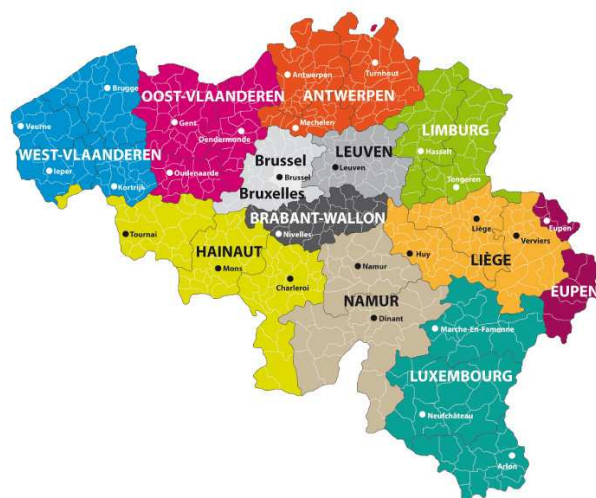 Brugge
OOST-VLAANDEREN
Antwerpen
Turnhout
ANTWERPEN
Veurne
Gent
Dendermonde
Mechelen
LIMBURG
WEST-VLAANDEREN
Brussel
LEUVEN
Hasselt
Ieper
Kortrijk
Oudenaarde
Brussel
Leuven
Tongeren
Bruxelles
BRABANT-WALLON
Tournai
Nivelles
Liège
Verviers
Eupen
HAINAUT
Mons
Namur
Huy
LIÈGE
Charleroi
EUPEN
NAMUR
Dinant
Marche-En-Famenne
LUXEMBOURG
Neufchâteau
Arlon